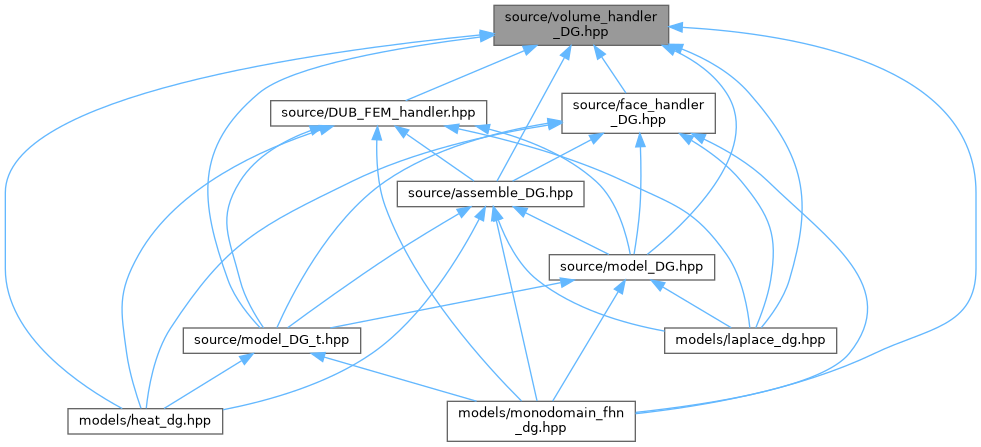 source/volume_handler
_DG.hpp
source/DUB_FEM_handler.hpp
source/face_handler
_DG.hpp
source/assemble_DG.hpp
source/model_DG.hpp
source/model_DG_t.hpp
models/laplace_dg.hpp
models/heat_dg.hpp
models/monodomain_fhn
_dg.hpp